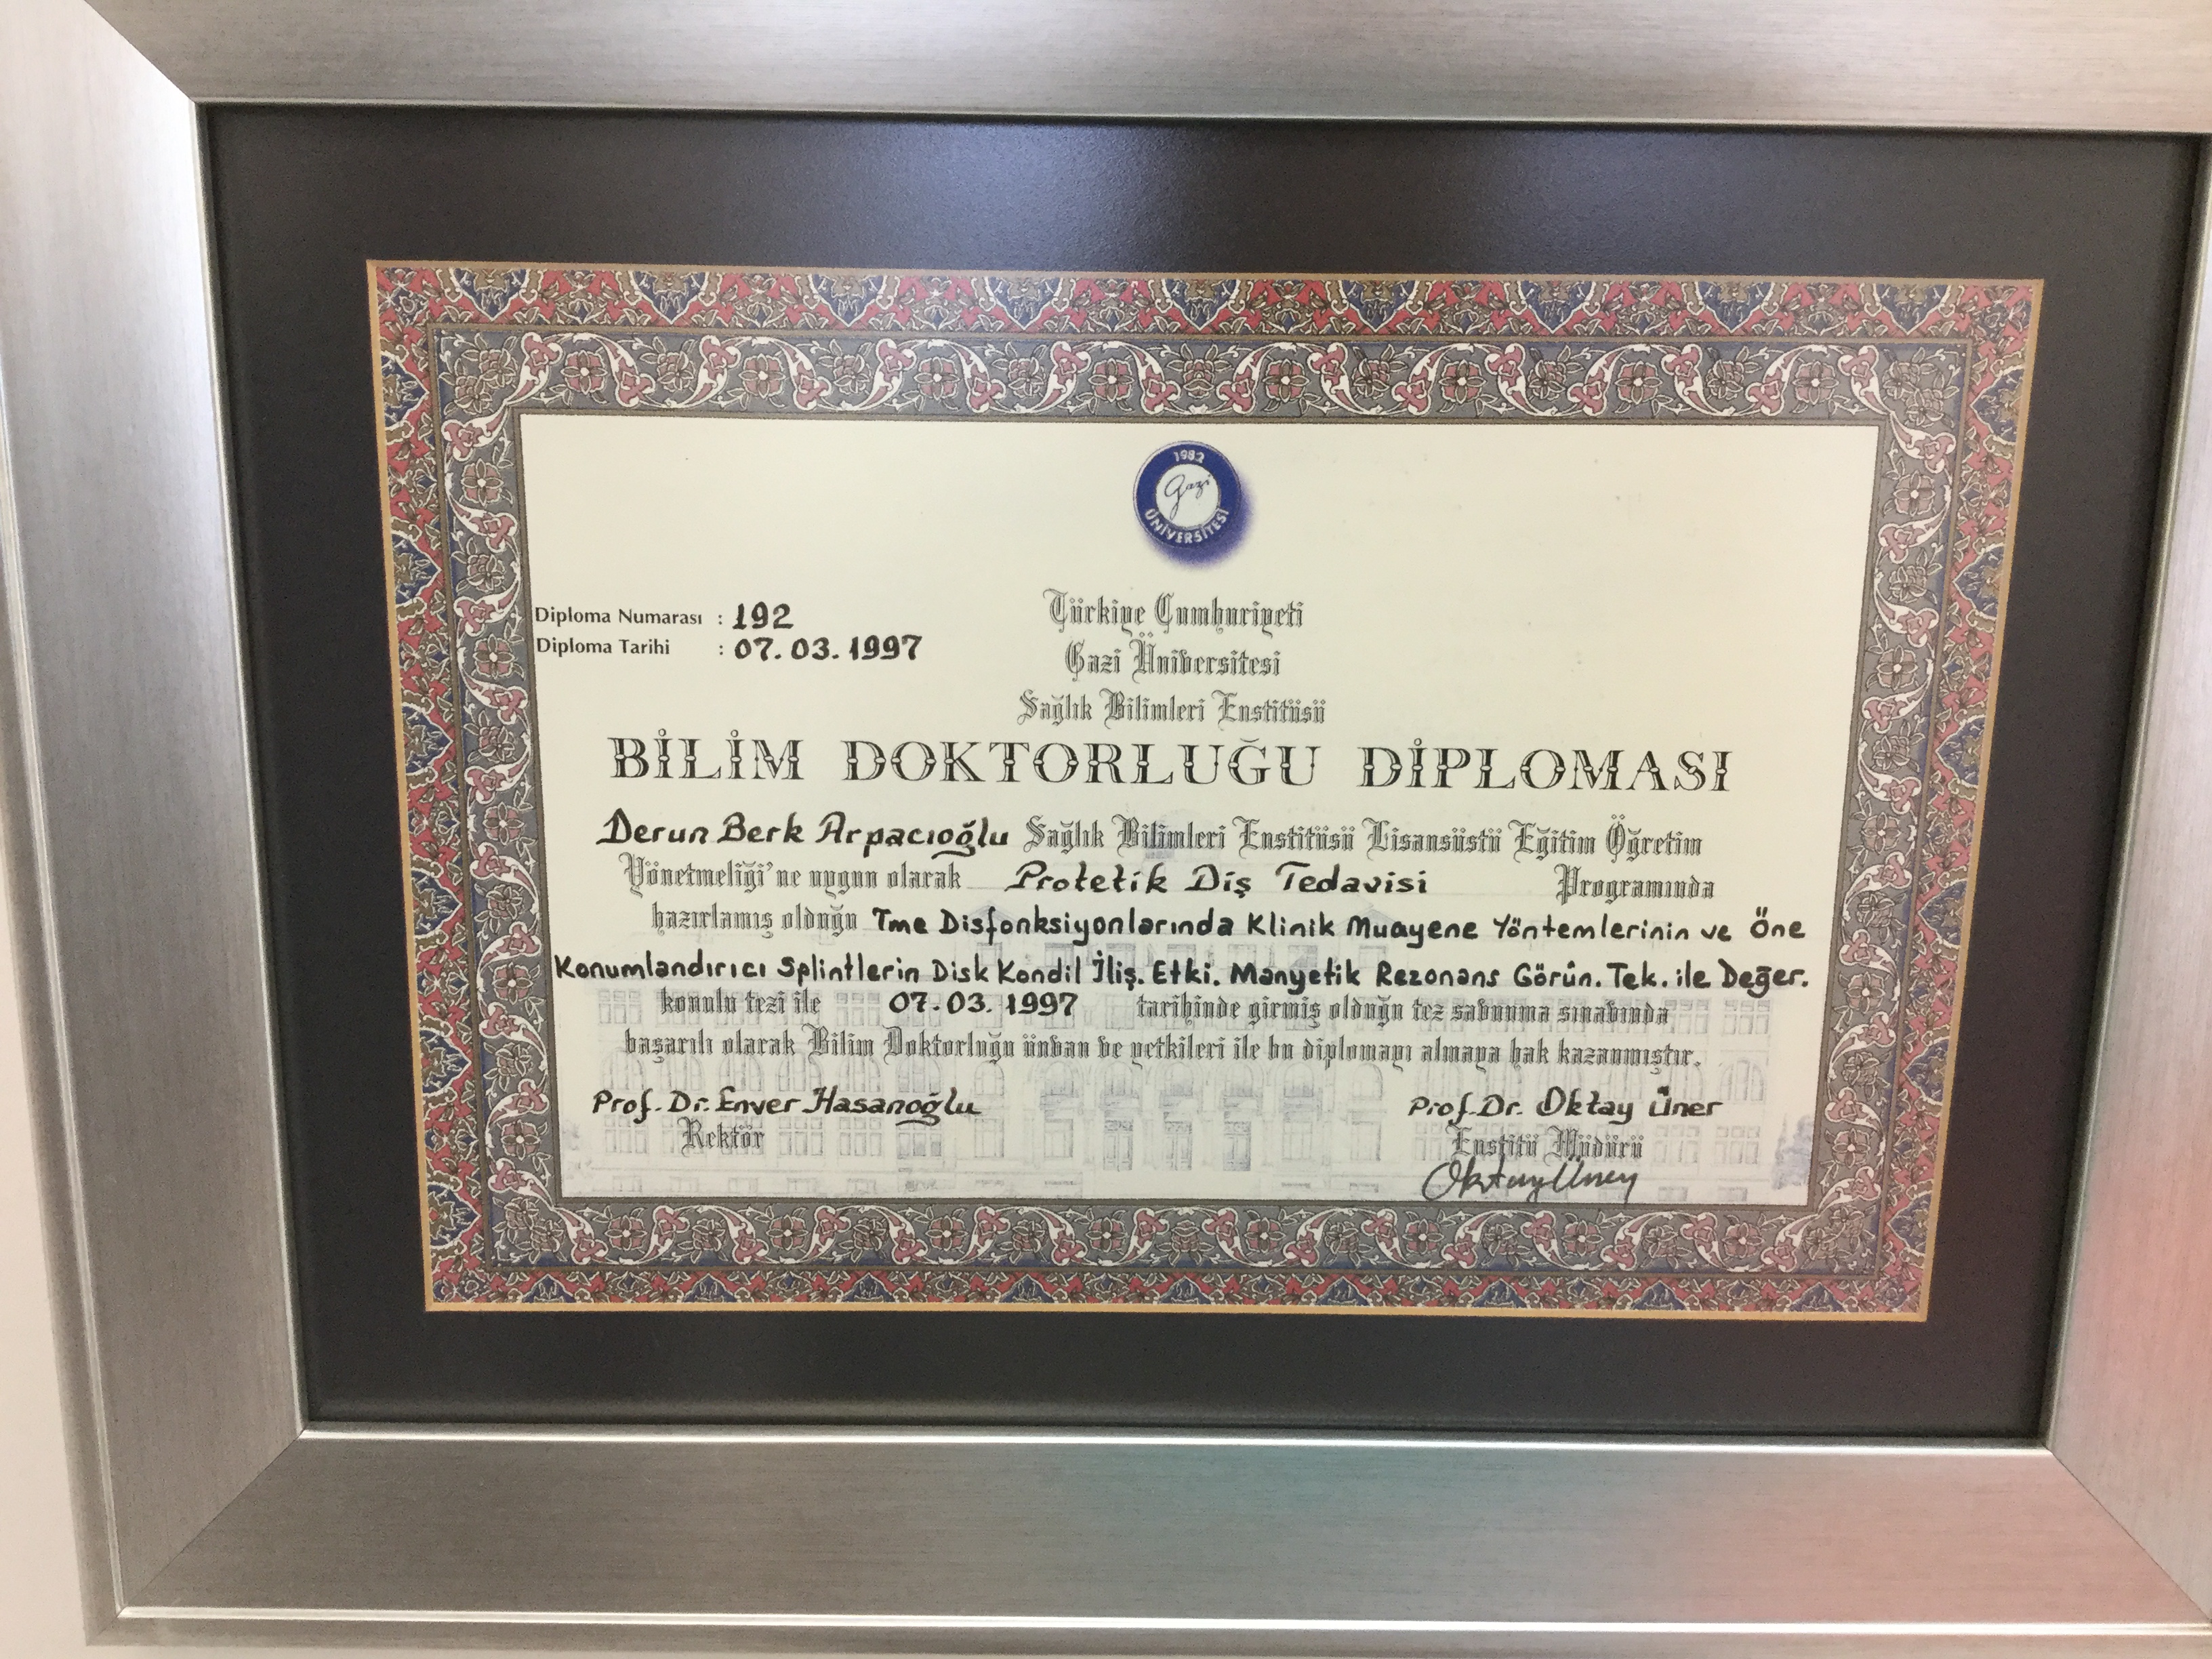 1982
Gazi
ÜNİVERSİTESİ
Diploma Numarası : 192
Diploma Tarihi : 07.03.1997
Türkiye Cumhuriyeti
Gazi Üniversitesi
Sağlık Bilimleri Enstitüsü
BİLİM DOKTORLUĞU DİPLOMASI
Derun Berk Arpacıoğlu Sağlık Bilimleri Enstitüsü Lisansüstü Eğitim Öğretim
Yönetmeliği'ne uygun olarak Protetik Diş Tedavisi Programında
hazırlamış olduğu Tme Disfonksiyonlarında Klinik Muayene Yöntemlerinin ve Öne
Konumlandırıcı Splintlerin Disk Kondil İliş. Etki. Manyetik Rezonans Görün. Tek. ile Değer.
konulu tezi ile 07.03.1997 tarihinde girmiş olduğu tez savunma sınavında
başarılı olarak Bilim Doktorluğu ünvan ve yetkileri ile bu diplomayı almaya hak kazanmıştır.
Prof. Dr. Enver Hasanoğlu Prof. Dr. Oktay Üner
Rektör Enstitü Müdürü
Oktay Üner